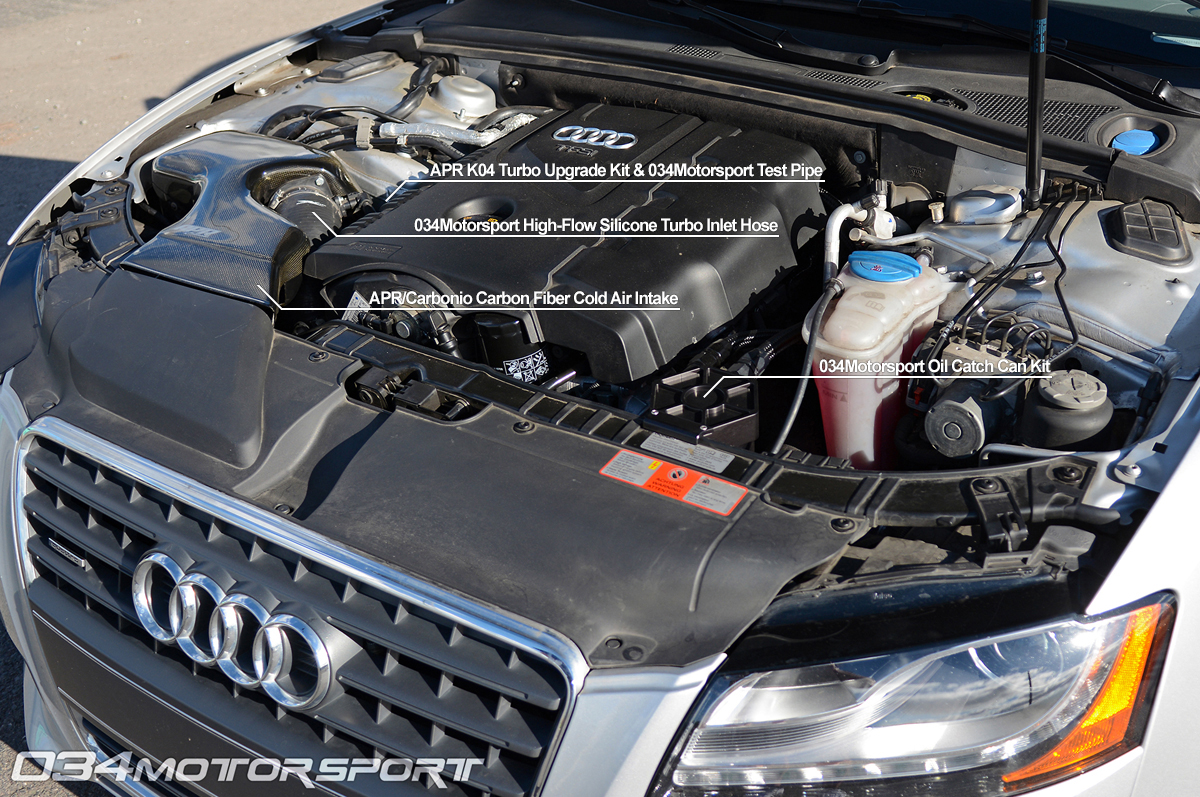 APR K04 Turbo Upgrade Kit & 034Motorsport Test Pipe
034Motorsport High-Flow Silicone Turbo Inlet Hose
APR/Carbonio Carbon Fiber Cold Air Intake
034Motorsport Oil Catch Can Kit
034MOTORSPORT